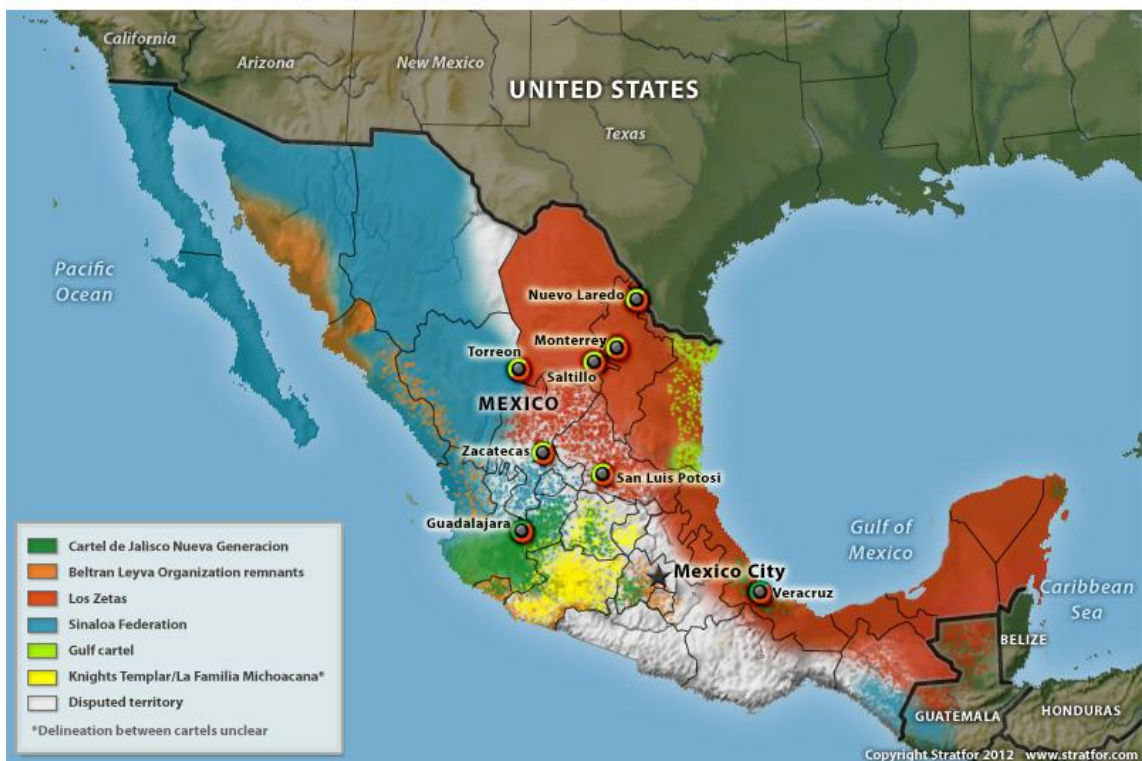 California
Arizona
New Mexico
UNITED STATES
Texas
Pacific
Ocean
Nuevo Laredo
Monterrey
Torreon
Saltillo
MEXICO
Zacatecas
San Luis Potosi
Guadalajara
Gulf of
Mexico
Mexico City
Veracruz
Caribbean
Sea
BELIZE
GUATEMALA
HONDURAS
Cartel de Jalisco Nueva Generacion
Beltran Leyva Organization remnants
Los Zetas
Sinaloa Federation
Gulf cartel
Knights Templar/La Familia Michoacana*
Disputed territory
*Delineation between cartels unclear
Copyright Stratfor 2012 www.stratfor.com